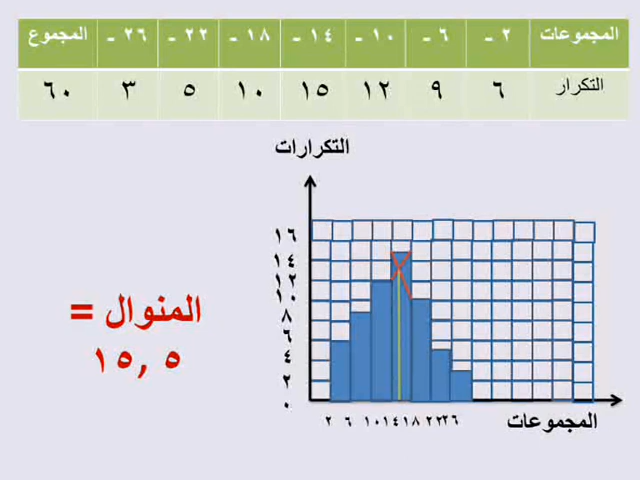 المجموعات ٢ - ٦ - ١٠ - ١٤ - ١٨ - ٢٢ - ٢٦ - المجموع
التكرار ٦ ٩ ١٢ ١٥ ١٠ ٥ ٣ ٦٠
التكرارات
١٦
١٤
١٢
١٠
٨
٦
٤
٢
٠
٢ ٦ ١٠ ١٤ ١٨ ٢٢ ٢٦
المجموعات
المنوال =
١٥,٥